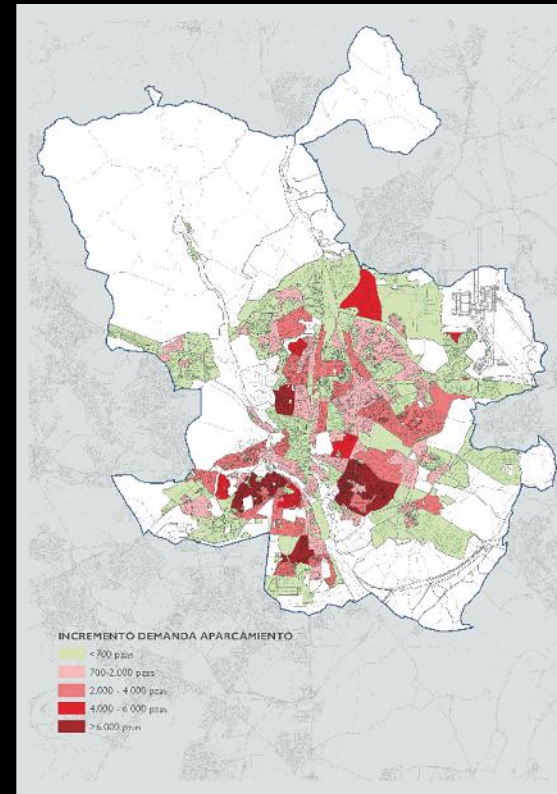 INCREMENTO DEMANDA APARCAMIENTO
< 700 pzas
700-2.000 pzas
2.000 - 4.000 pzas
4.000 - 6.000 pzas
>6.000 pzas